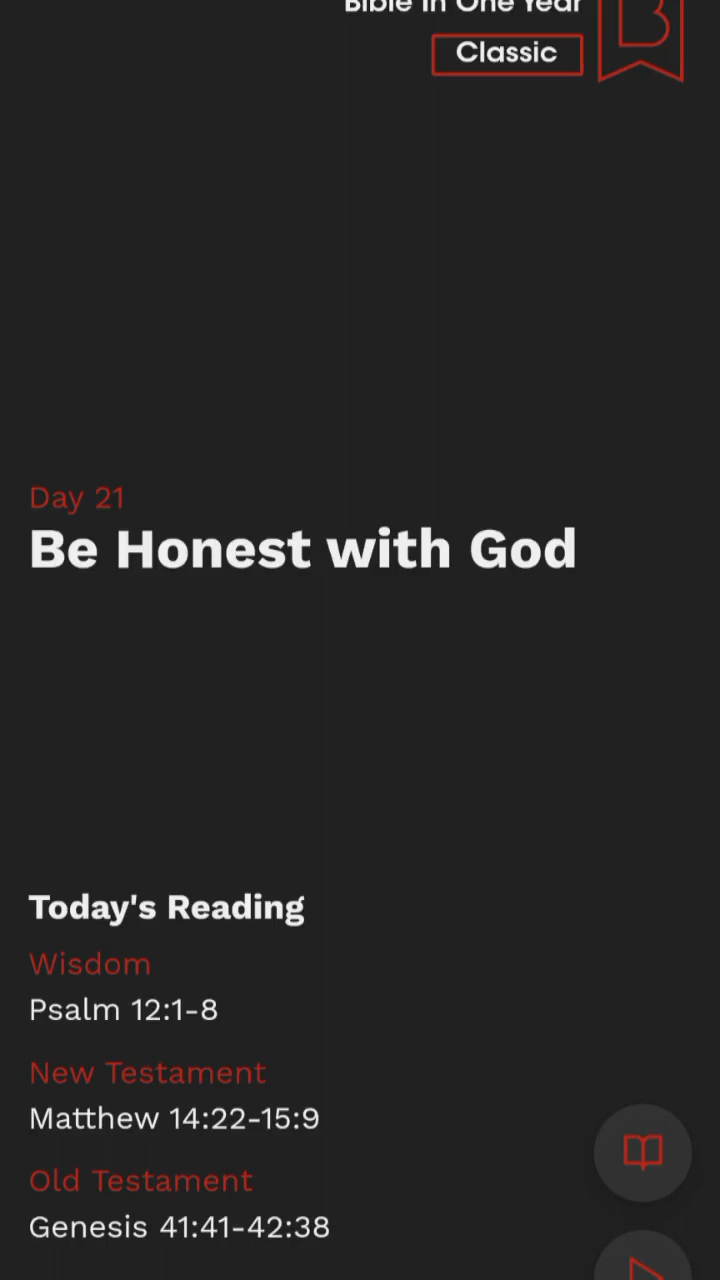 Bible In One Year
Classic
Day 21
Be Honest with God
Today's Reading
Wisdom
Psalm 12:1-8
New Testament
Matthew 14:22-15:9
Old Testament
Genesis 41:41-42:38